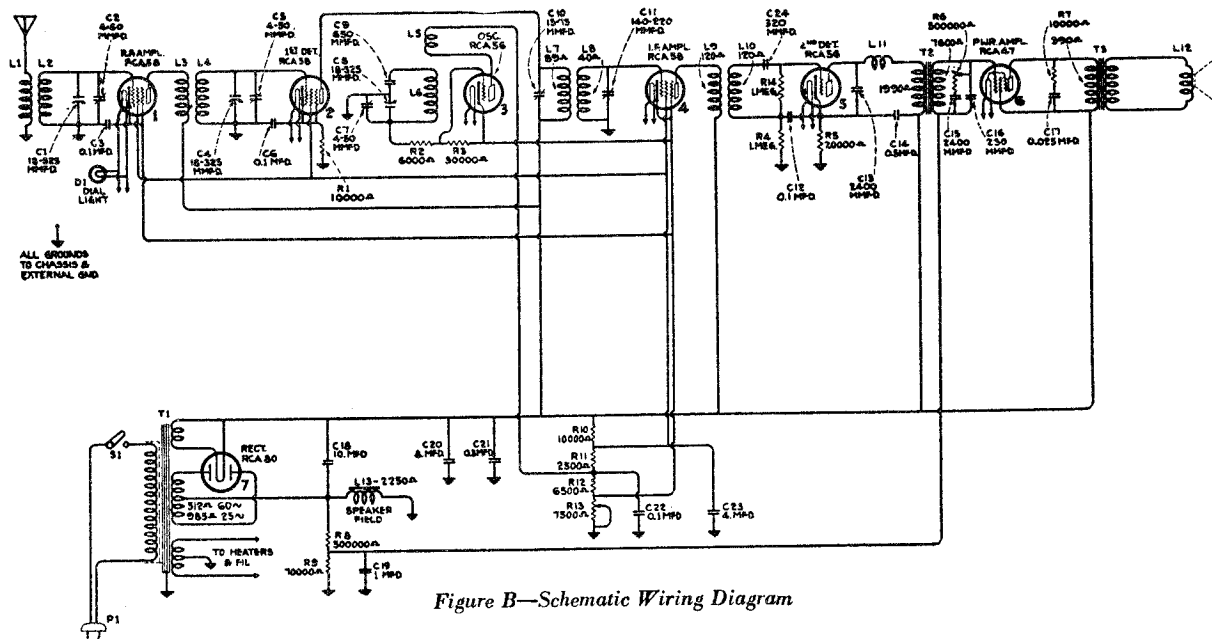 C2
4-50
MMFD.
R.F. AMPL.
RCA 58
L1
L2
L3
L4
C5
4-50
MMFD.
1ST DET.
RCA 58
C9
650
MMFD.
C8
18-325
MMFD.
L5
OSC.
RCA 56
L6
C10
15-75
MMFD.
L7
85Ω
L8
40Ω
C11
140-220
MMFD.
I.F. AMPL.
RCA 58
C24
320
MMFD.
L9
120Ω
L10
120Ω
2ND DET.
RCA 56
L11
R14
1 MEG.
T2
R6
500000Ω
7600Ω
PWR. AMPL.
RCA 47
R7
10000Ω
390Ω
T3
L12
1
2
3
4
5
6
C1
18-325
MMFD.
C3
0.1 MFD.
D1
DIAL
LIGHT
C4
18-325
MMFD.
C6
0.1 MFD.
R1
10000Ω
C7
4-50
MMFD.
R2
6000Ω
R3
30000Ω
R4
1 MEG.
C12
0.1 MFD.
R5
20000Ω
C13
2400
MMFD.
C14
0.5 MFD.
1990Ω
C15
2400
MMFD.
C16
250
MMFD.
C17
0.025 MFD.
ALL GROUNDS
TO CHASSIS &
EXTERNAL GND
T1
S1
RECT.
RCA 80
7
512Ω 60~
985Ω 25~
TO HEATERS
& FIL
P1
C18
10. MFD.
L13-2250Ω
SPEAKER
FIELD
R8
500000Ω
R9
70000Ω
C19
1 MFD
C20
8. MFD.
C21
0.3 MFD.
R10
10000Ω
R11
2500Ω
R12
6500Ω
R13
7500Ω
C22
0.1 MFD
C23
4. MFD
Figure B—Schematic Wiring Diagram